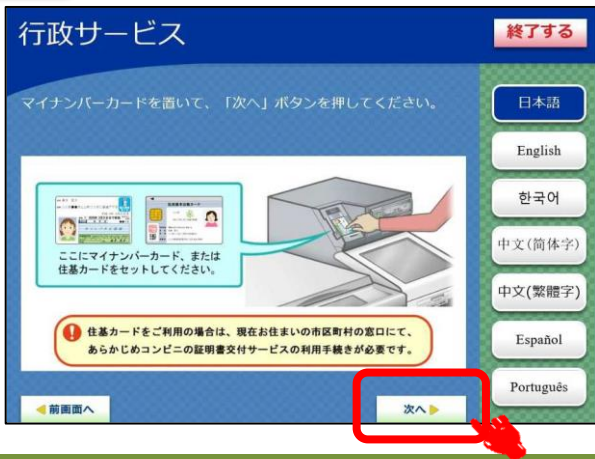 行政サービス
終了する
マイナンバーカードを置いて、「次へ」ボタンを押してください。
日本語
English
한국어
中文(简体字)
中文(繁體字)
Español
Português
ここにマイナンバーカード、または
住基カードをセットしてください。
住基カードをご利用の場合は、現在お住まいの市区町村の窓口にて、
あらかじめコンビニの証明書交付サービスの利用手続きが必要です。
前画面へ
次へ